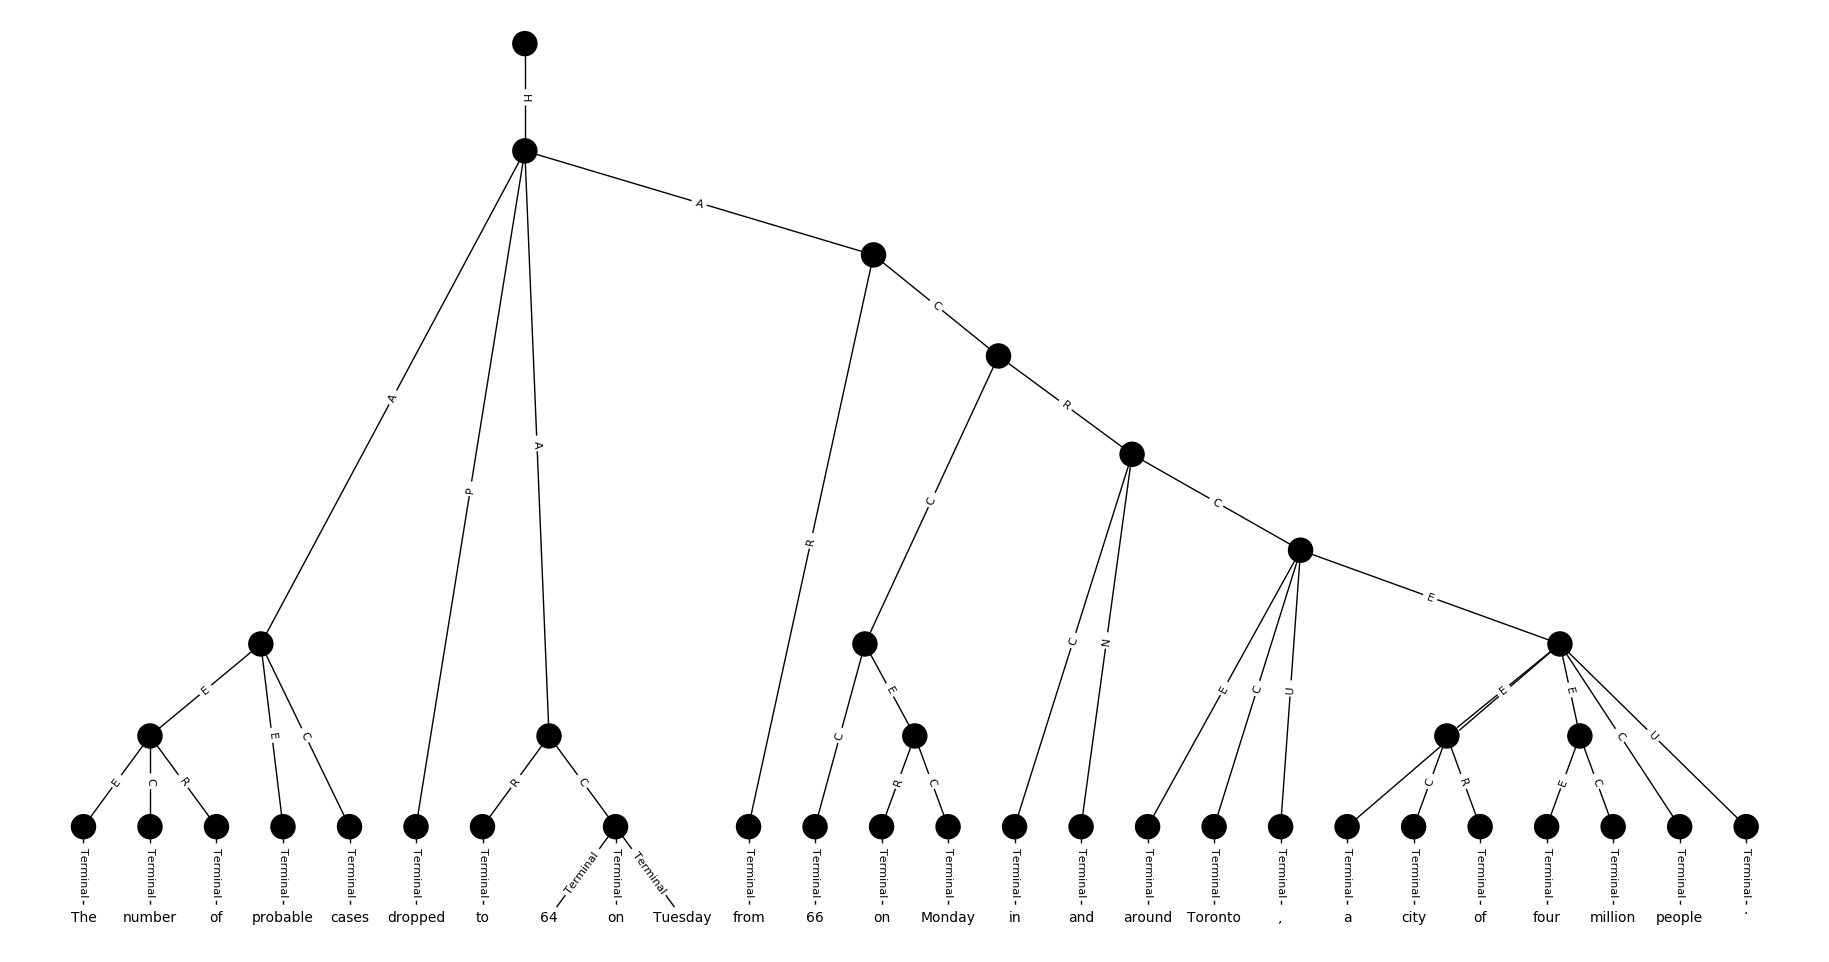 H
A
A
C
R
A
P
A
C
R
C
E
R
C
N
E
C
U
E
E
C
U
E
E
C
C
E
E
C
R
R
C
R
C
C
R
E
C
Terminal Terminal Terminal Terminal Terminal Terminal Terminal Terminal Terminal Terminal Terminal Terminal Terminal Terminal Terminal Terminal Terminal Terminal Terminal Terminal Terminal Terminal Terminal Terminal Terminal Terminal
The number of probable cases dropped to 64 on Tuesday from 66 on Monday in and around Toronto , a city of four million people .